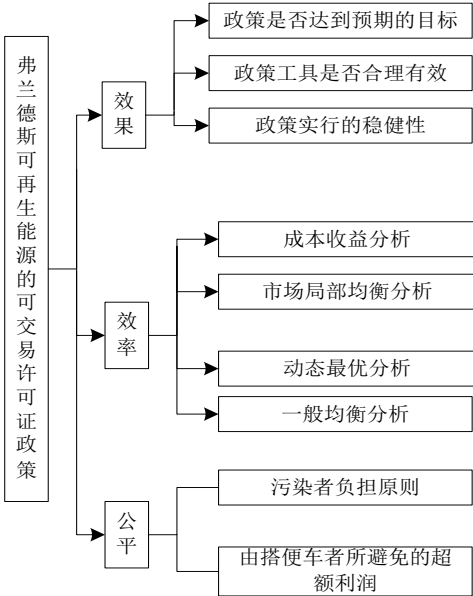 弗兰德斯可再生能源的可交易许可证政策
效果
政策是否达到预期的目标
政策工具是否合理有效
政策实行的稳健性
效率
成本收益分析
市场局部均衡分析
动态最优分析
一般均衡分析
公平
污染者负担原则
由搭便车者所避免的超
额利润